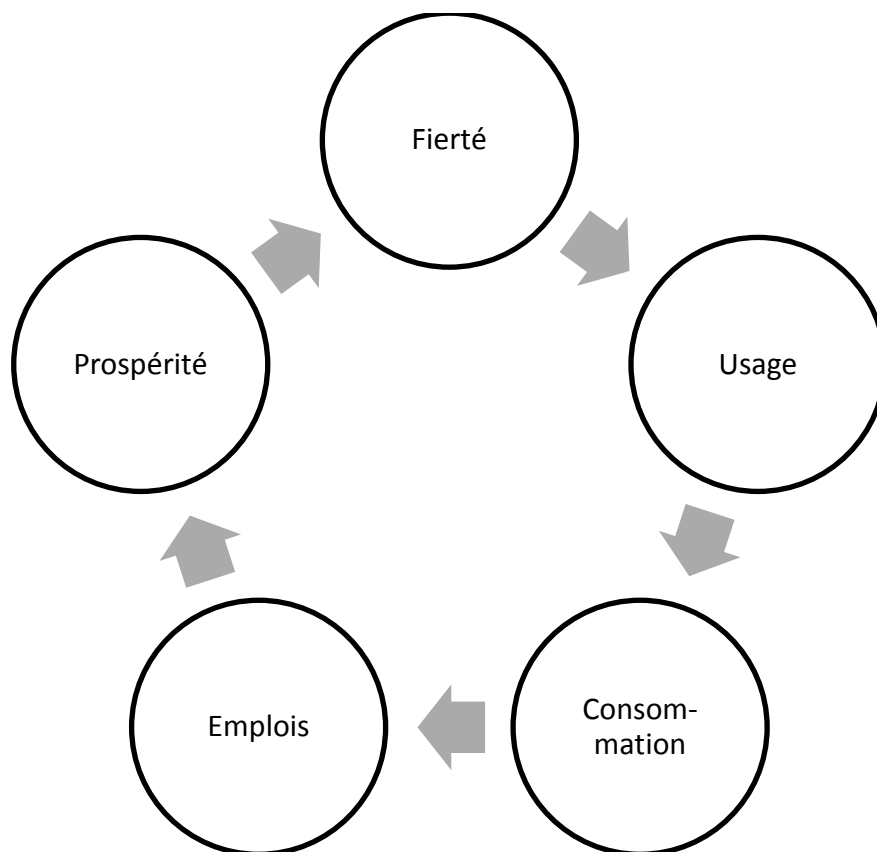 Fierté
Usage
Consom-
mation
Emplois
Prospérité